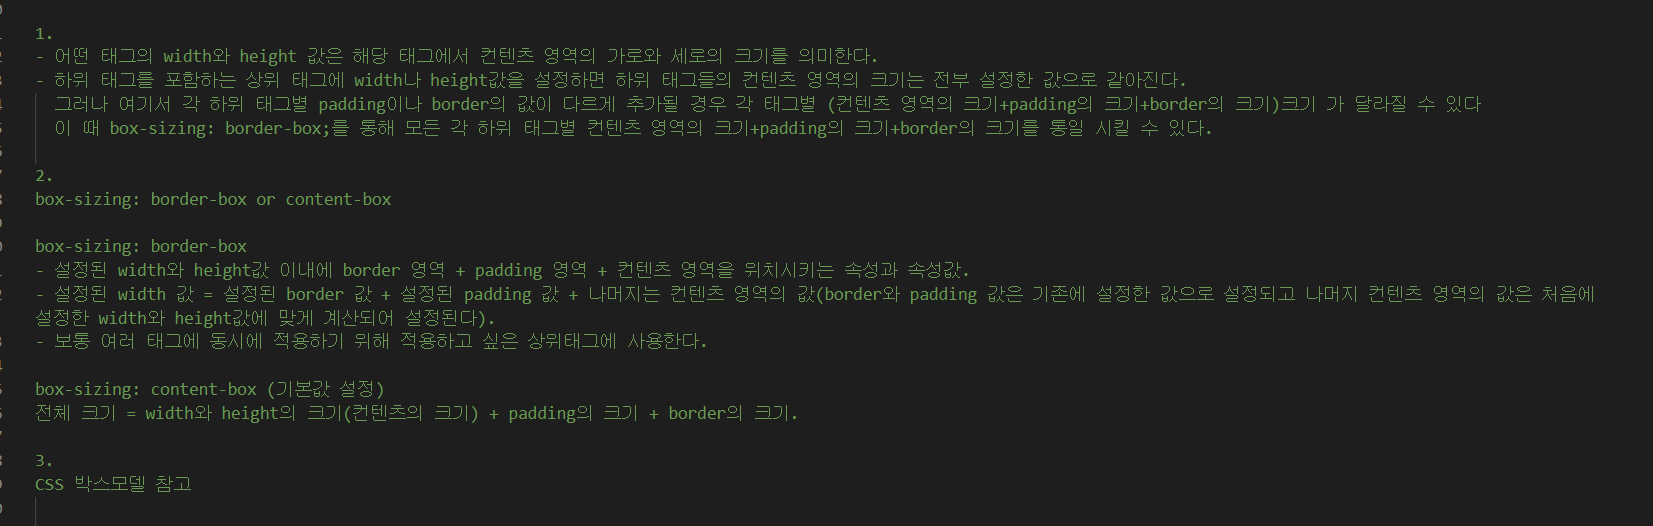 1.
- 어떤 태그의 width와 height 값은 해당 태그에서 컨텐츠 영역의 가로와 세로의 크기를 의미한다.
- 하위 태그를 포함하는 상위 태그에 width나 height값을 설정하면 하위 태그들의 컨텐츠 영역의 크기는 전부 설정한 값으로 같아진다.
그러나 여기서 각 하위 태그별 padding이나 border의 값이 다르게 추가될 경우 각 태그별 (컨텐츠 영역의 크기+padding의 크기+border의 크기)크기 가 달라질 수 있다
이 때 box-sizing: border-box;를 통해 모든 각 하위 태그별 컨텐츠 영역의 크기+padding의 크기+border의 크기를 통일 시킬 수 있다.
2.
box-sizing: border-box or content-box
box-sizing: border-box
- 설정된 width와 height값 이내에 border 영역 + padding 영역 + 컨텐츠 영역을 위치시키는 속성과 속성값.
- 설정된 width 값 = 설정된 border 값 + 설정된 padding 값 + 나머지는 컨텐츠 영역의 값(border와 padding 값은 기존에 설정한 값으로 설정되고 나머지 컨텐츠 영역의 값은 처음에
설정한 width와 height값에 맞게 계산되어 설정된다).
- 보통 여러 태그에 동시에 적용하기 위해 적용하고 싶은 상위태그에 사용한다.
box-sizing: content-box (기본값 설정)
전체 크기 = width와 height의 크기(컨텐츠의 크기) + padding의 크기 + border의 크기.
3.
CSS 박스모델 참고